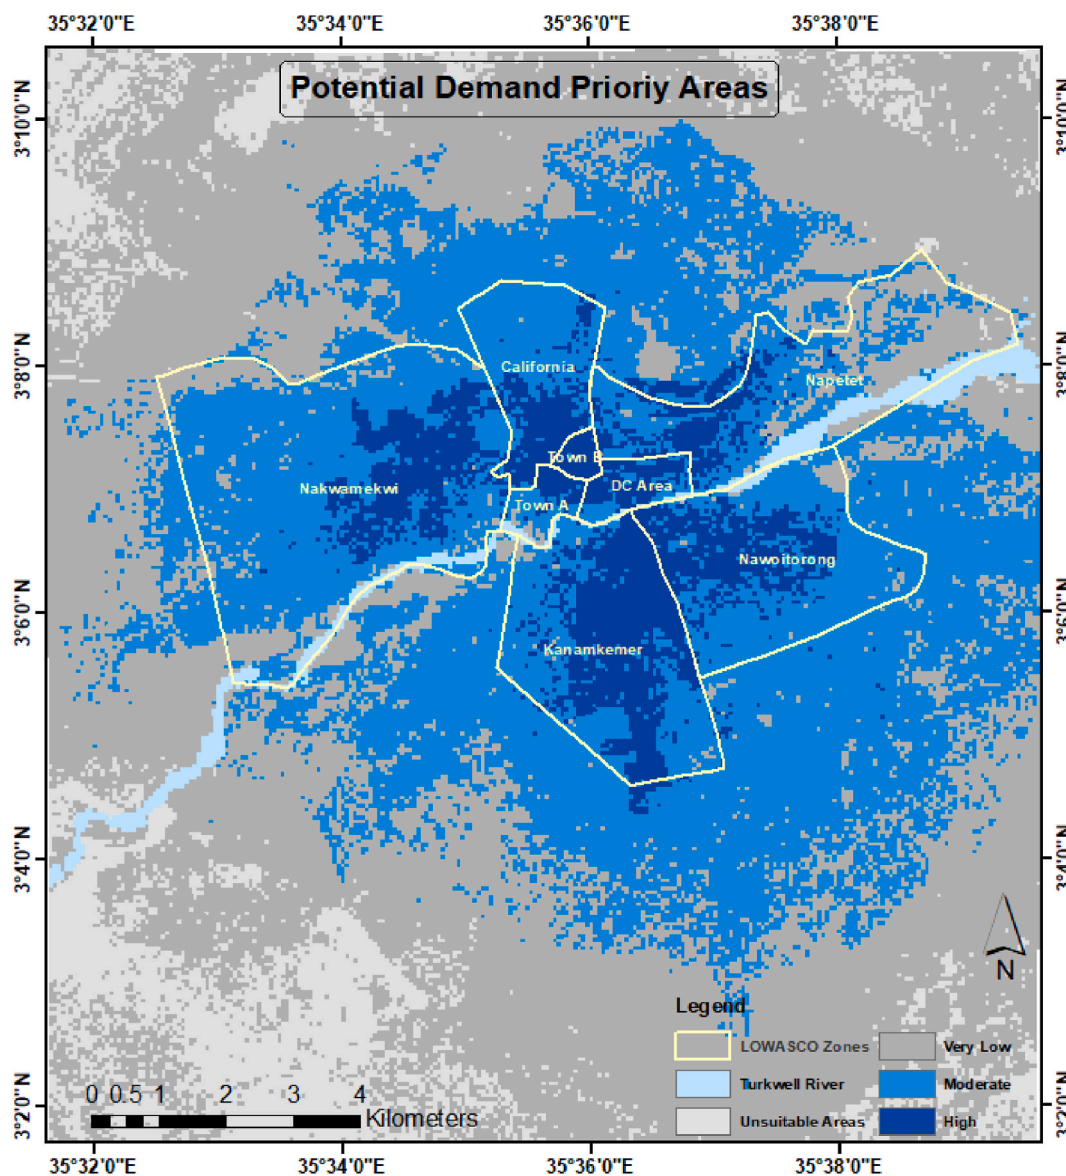 35°32'0"E 35°34'0"E 35°36'0"E 35°38'0"E
Potential Demand Prioriy Areas
3°10'0"N 3°10'0"N
California
3°8'0"N 3°8'0"N
Napetet
Town B
Nakwamekwi
DC Area
Town A
Nawoitorong
3°6'0"N 3°6'0"N
Kanamkemer
3°4'0"N 3°4'0"N
N
Legend
LOWASCO Zones Very Low
Turkwell River Moderate
Unsuitable Areas High
0 0.5 1 2 3 4
Kilometers
3°2'0"N 3°2'0"N
35°32'0"E 35°34'0"E 35°36'0"E 35°38'0"E